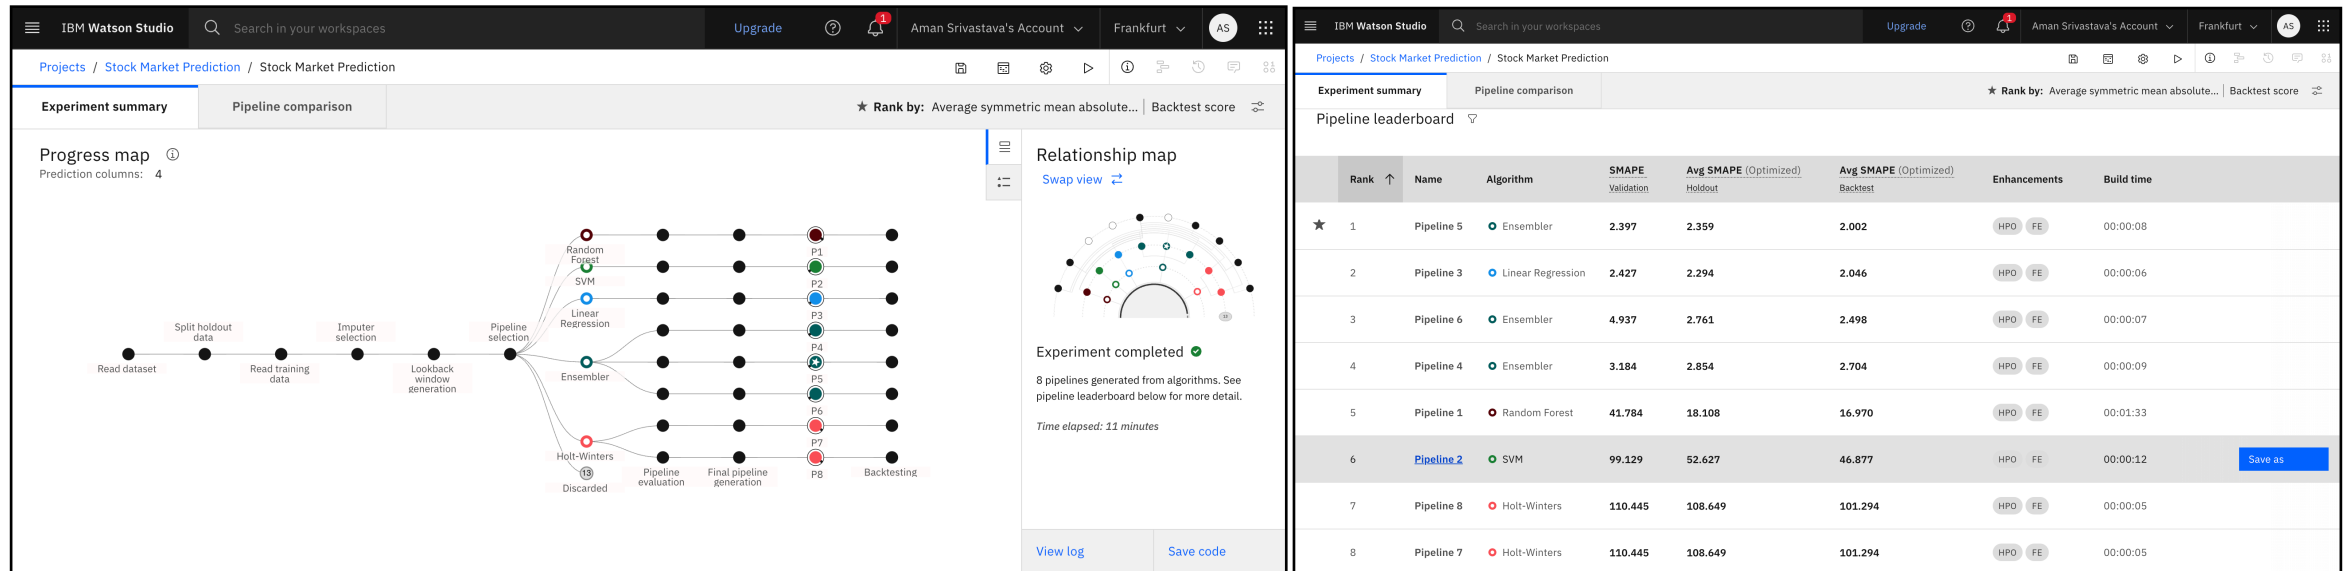 IBM Watson Studio
Search in your workspaces
Upgrade
1
Aman Srivastava's Account
Frankfurt
AS
Projects / Stock Market Prediction / Stock Market Prediction
Experiment summary
Pipeline comparison
Rank by: Average symmetric mean absolute... | Backtest score
Progress map
Prediction columns: 4
Read dataset
Split holdout
data
Read training
data
Imputer
selection
Lookback
window
generation
Pipeline
selection
Random
Forest
SVM
Linear
Regression
Ensembler
Holt-Winters
13
Discarded
Pipeline
evaluation
Final pipeline
generation
P1
P2
P3
P4
P5
P6
P7
P8
Backtesting
Relationship map
Swap view
13
Experiment completed
8 pipelines generated from algorithms. See
pipeline leaderboard below for more detail.
Time elapsed: 11 minutes
View log
Save code
IBM Watson Studio
Search in your workspaces
Upgrade
1
Aman Srivastava's Account
Frankfurt
AS
Projects / Stock Market Prediction / Stock Market Prediction
Experiment summary
Pipeline comparison
Rank by: Average symmetric mean absolute... | Backtest score
Pipeline leaderboard
Rank Name Algorithm SMAPE Validation Avg SMAPE (Optimized) Holdout Avg SMAPE (Optimized) Backtest Enhancements Build time
1 Pipeline 5 Ensembler 2.397 2.359 2.002 HPO FE 00:00:08
2 Pipeline 3 Linear Regression 2.427 2.294 2.046 HPO FE 00:00:06
3 Pipeline 6 Ensembler 4.937 2.761 2.498 HPO FE 00:00:07
4 Pipeline 4 Ensembler 3.184 2.854 2.704 HPO FE 00:00:09
5 Pipeline 1 Random Forest 41.784 18.108 16.970 HPO FE 00:01:33
6 Pipeline 2 SVM 99.129 52.627 46.877 HPO FE 00:00:12 Save as
7 Pipeline 8 Holt-Winters 110.445 108.649 101.294 HPO FE 00:00:05
8 Pipeline 7 Holt-Winters 110.445 108.649 101.294 HPO FE 00:00:05